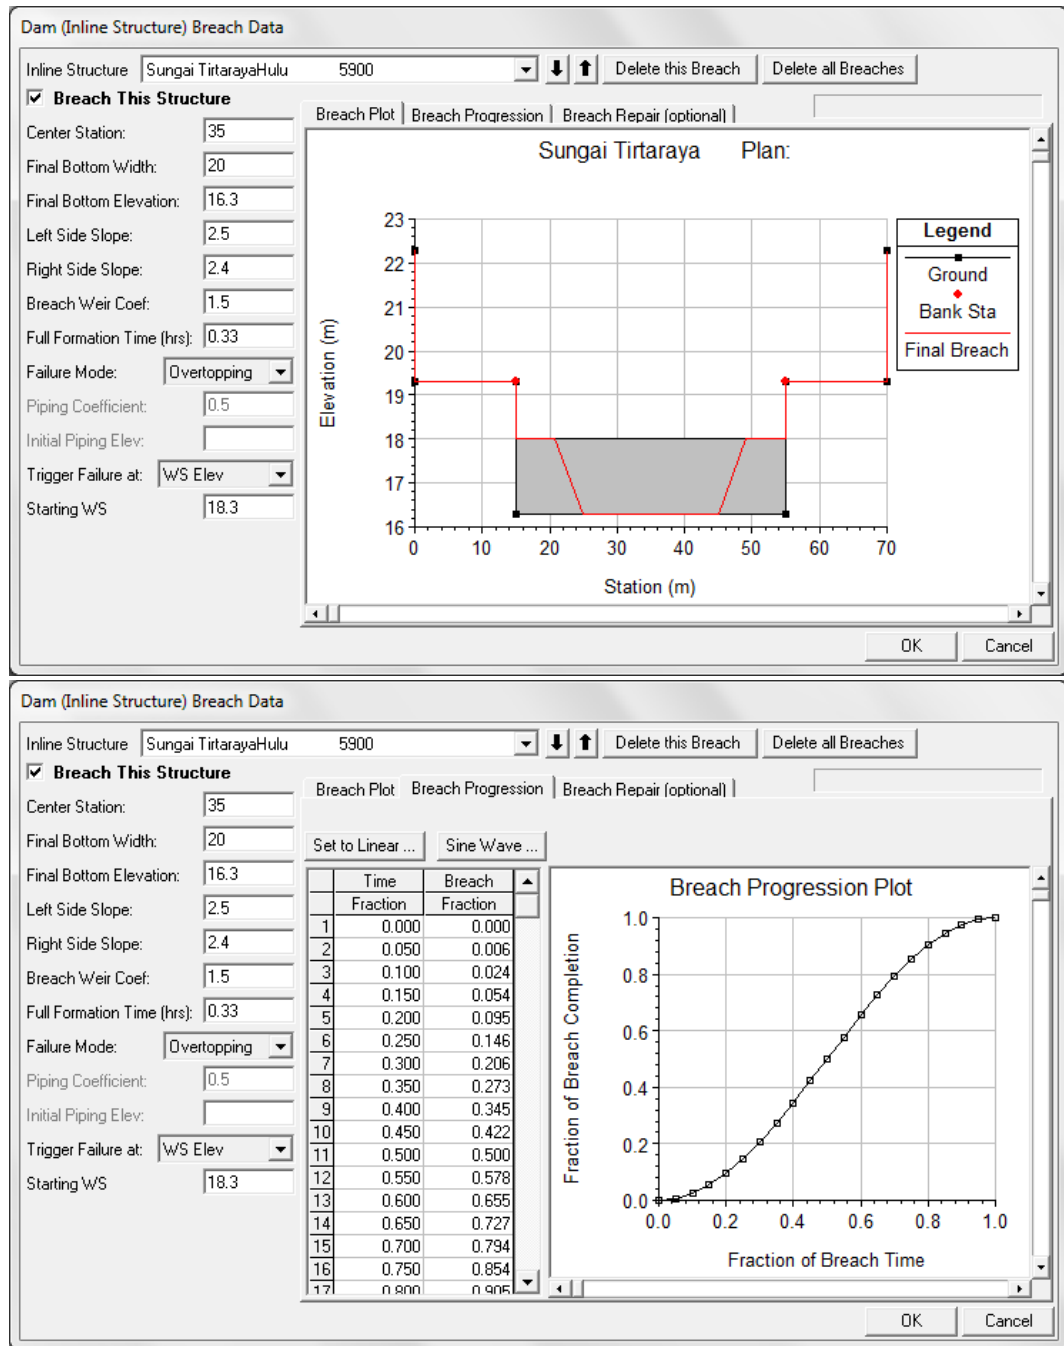 Dam (Inline Structure) Breach Data
Inline Structure Sungai TirtarayaHulu 5900 Delete this Breach Delete all Breaches
Breach This Structure
Center Station: 35
Final Bottom Width: 20
Final Bottom Elevation: 16.3
Left Side Slope: 2.5
Right Side Slope: 2.4
Breach Weir Coef: 1.5
Full Formation Time (hrs): 0.33
Failure Mode: Overtopping
Piping Coefficient: 0.5
Initial Piping Elev:
Trigger Failure at: WS Elev
Starting WS 18.3
Breach Plot Breach Progression Breach Repair (optional)
Sungai Tirtaraya Plan:
Elevation (m)
23
22
21
20
19
18
17
16
0 10 20 30 40 50 60 70
Station (m)
Legend
Ground
Bank Sta
Final Breach
OK Cancel
Dam (Inline Structure) Breach Data
Inline Structure Sungai TirtarayaHulu 5900 Delete this Breach Delete all Breaches
Breach This Structure
Center Station: 35
Final Bottom Width: 20
Final Bottom Elevation: 16.3
Left Side Slope: 2.5
Right Side Slope: 2.4
Breach Weir Coef: 1.5
Full Formation Time (hrs): 0.33
Failure Mode: Overtopping
Piping Coefficient: 0.5
Initial Piping Elev:
Trigger Failure at: WS Elev
Starting WS 18.3
Breach Plot Breach Progression Breach Repair (optional)
Set to Linear ... Sine Wave ...
Time Breach
Fraction Fraction
1 0.000 0.000
2 0.050 0.006
3 0.100 0.024
4 0.150 0.054
5 0.200 0.095
6 0.250 0.146
7 0.300 0.206
8 0.350 0.273
9 0.400 0.345
10 0.450 0.422
11 0.500 0.500
12 0.550 0.578
13 0.600 0.655
14 0.650 0.727
15 0.700 0.794
16 0.750 0.854
17 0.800 0.905
Breach Progression Plot
Fraction of Breach Completion
1.0
0.8
0.6
0.4
0.2
0.0
0.0 0.2 0.4 0.6 0.8 1.0
Fraction of Breach Time
OK Cancel